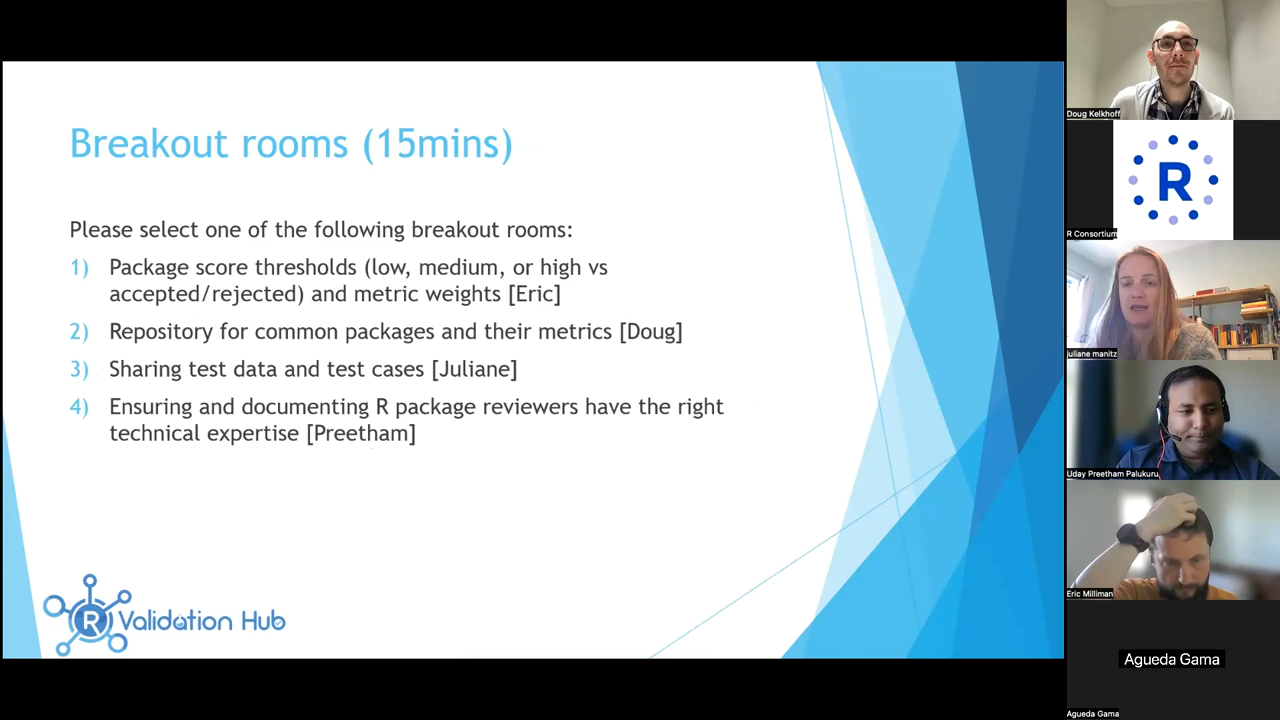 Breakout rooms (15mins)
Please select one of the following breakout rooms:
1) Package score thresholds (low, medium, or high vs
accepted/rejected) and metric weights [Eric]
2) Repository for common packages and their metrics [Doug]
3) Sharing test data and test cases [Juliane]
4) Ensuring and documenting R package reviewers have the right
technical expertise [Preetham]
R Validation Hub
Doug Kelkhoff
R
R Consortium
juliane manitz
Uday Preetham Palukuru
Eric Milliman
Agueda Gama
Agueda Gama